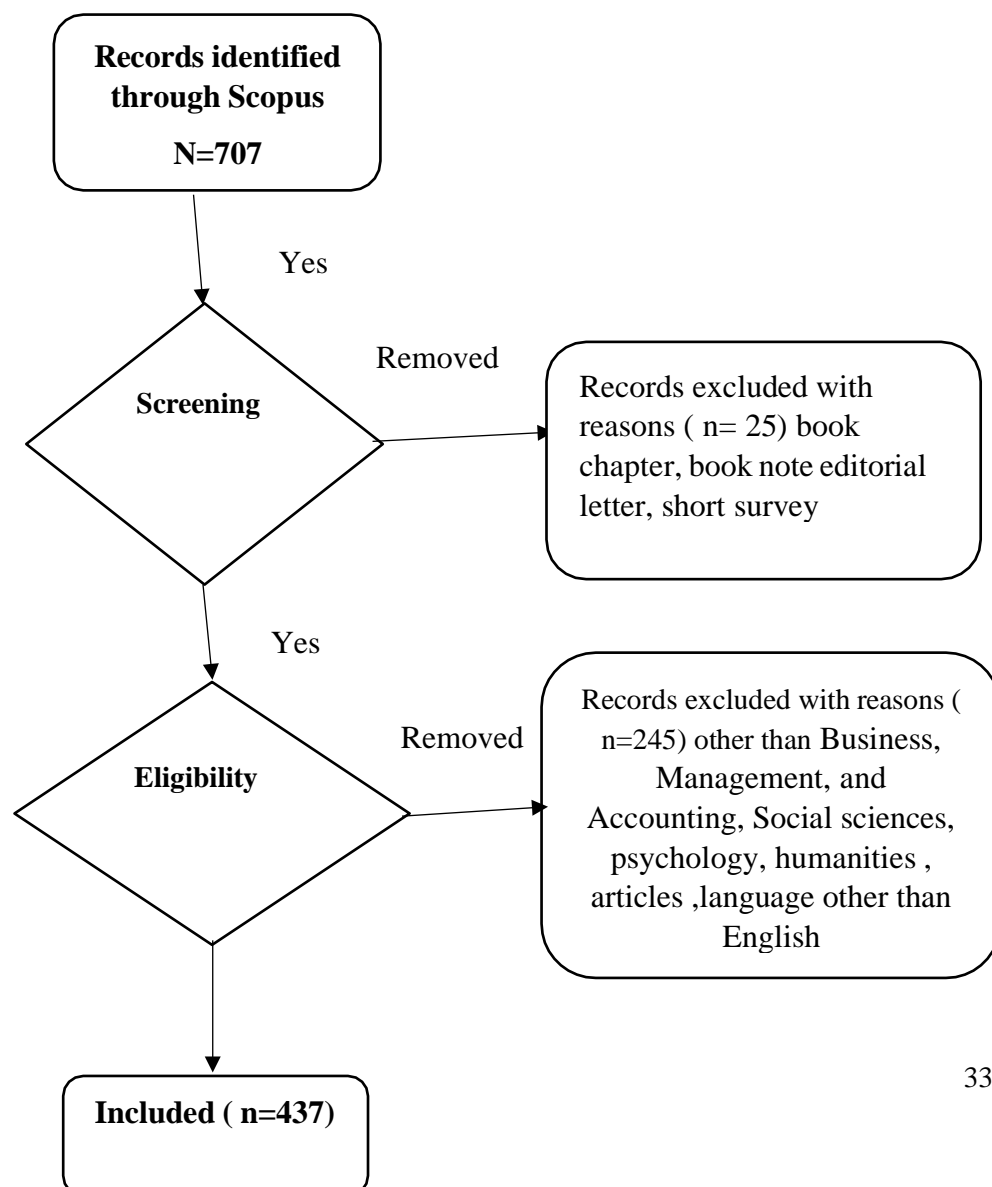 Records identified
through Scopus
N=707
Yes
Removed
Screening
Records excluded with
reasons ( n= 25) book
chapter, book note editorial
letter, short survey
Yes
Removed
Eligibility
Records excluded with reasons (
n=245) other than Business,
Management, and
Accounting, Social sciences,
psychology, humanities ,
articles ,language other than
English
Included ( n=437)
33